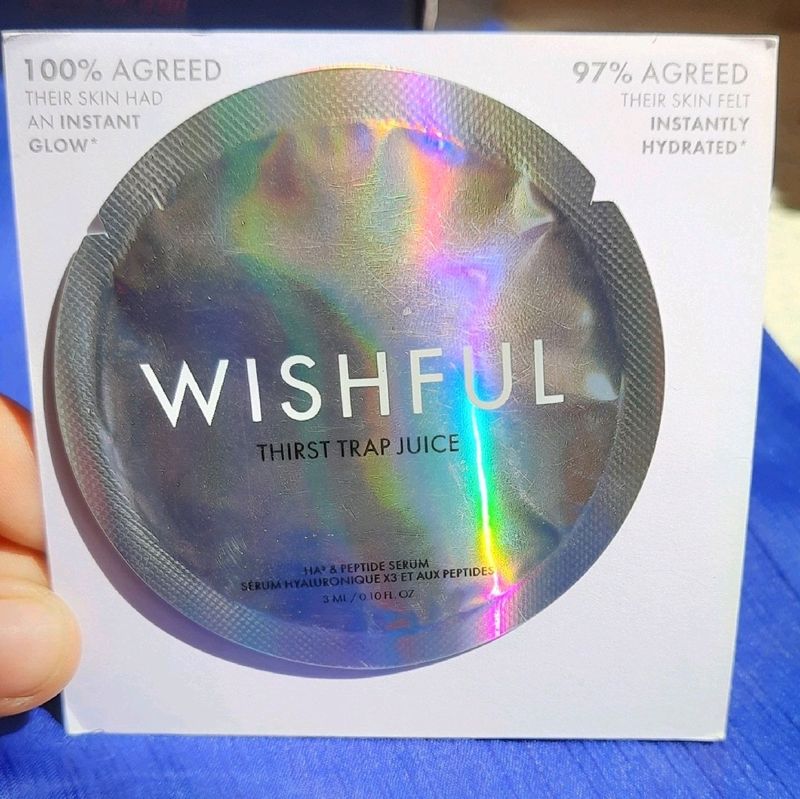 100% AGREED
THEIR SKIN HAD
AN INSTANT
GLOW*
97% AGREED
THEIR SKIN FELT
INSTANTLY
HYDRATED*
WISHFUL
THIRST TRAP JUICE
HA³ & PEPTIDE SERUM
SÉRUM HYALURONIQUE X3 ET AUX PEPTIDES
3 ML / 0.10 FL. OZ